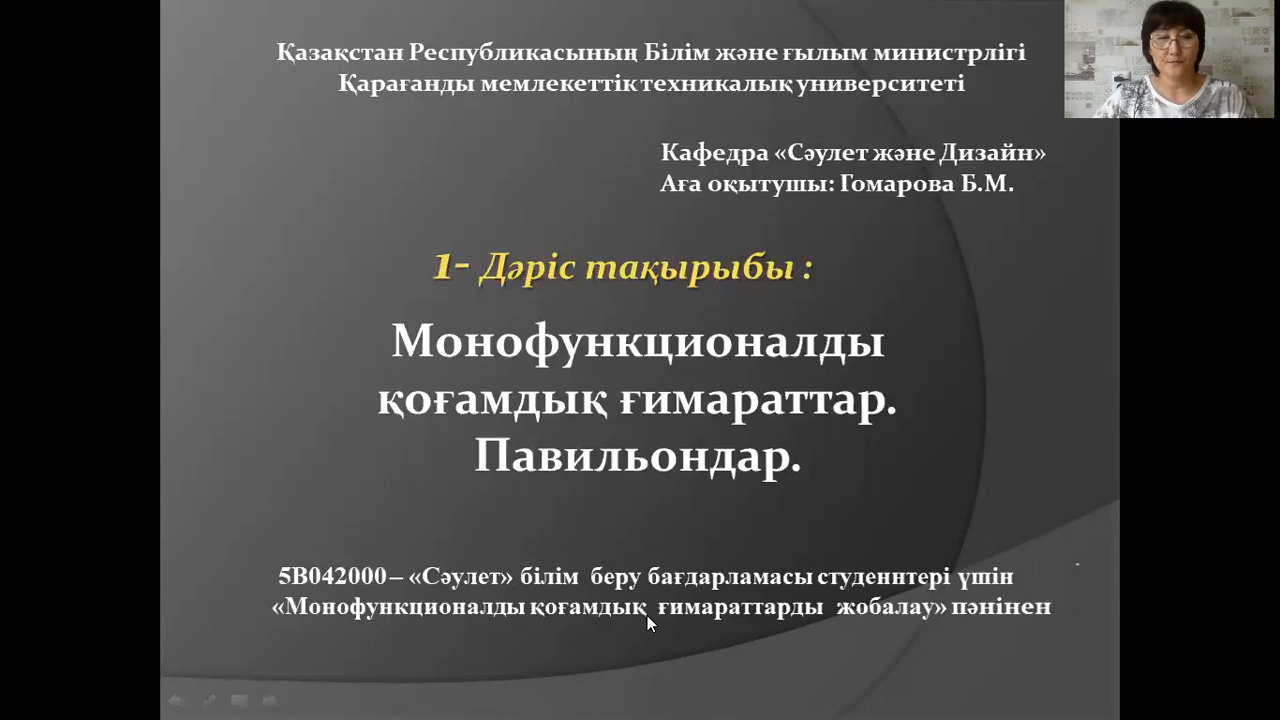 Қазақстан Республикасының Білім және ғылым министрлігі
Қарағанды мемлекеттік техникалық университеті
Кафедра «Сәулет және Дизайн»
Аға оқытушы: Гомарова Б.М.
1- Дәріс тақырыбы :
Монофункционалды
қоғамдық ғимараттар.
Павильондар.
5В042000 – «Сәулет» білім беру бағдарламасы студеннтері үшін
«Монофункционалды қоғамдық ғимараттарды жобалау» пәнінен